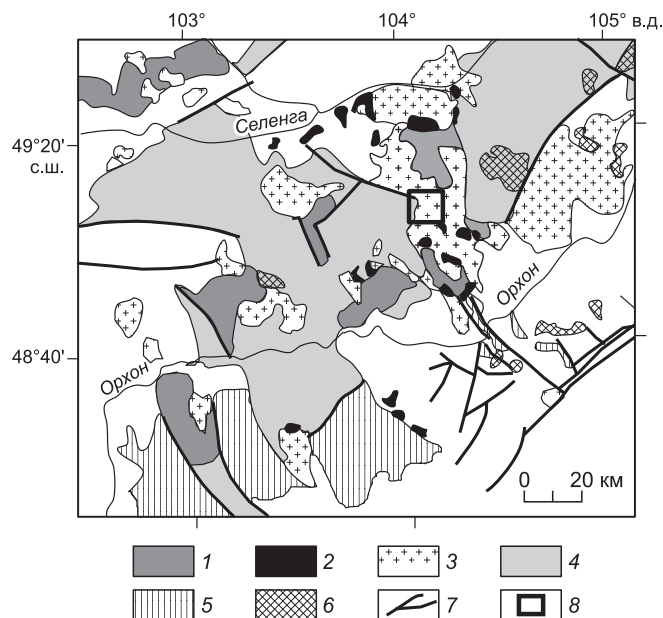 103° 104° 105° в.д.
49°20'
с.ш.
Селенга
Орхон
48°40'
Орхон
0 20 км
1 2 3 4
5 6 7 8